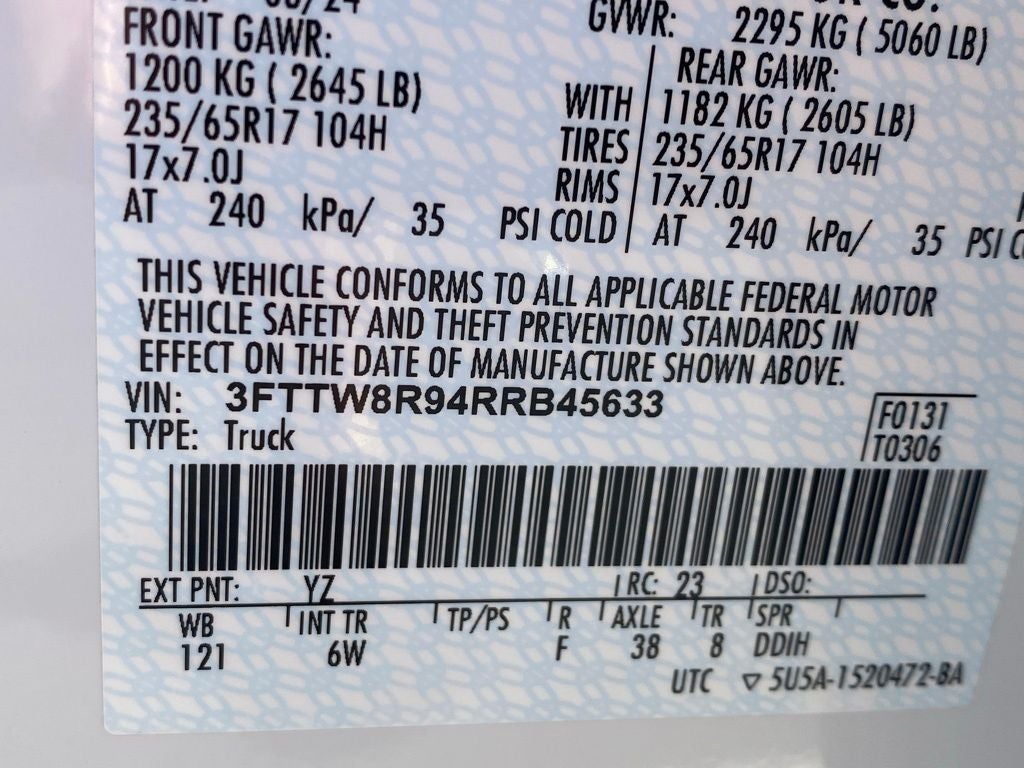 GVWR: 2295 KG ( 5060 LB)
FRONT GAWR: REAR GAWR:
1200 KG ( 2645 LB) WITH 1182 KG ( 2605 LB)
235/65R17 104H TIRES 235/65R17 104H
17x7.0J RIMS 17x7.0J
AT 240 kPa/ 35 PSI COLD AT 240 kPa/ 35 PSI
THIS VEHICLE CONFORMS TO ALL APPLICABLE FEDERAL MOTOR
VEHICLE SAFETY AND THEFT PREVENTION STANDARDS IN
EFFECT ON THE DATE OF MANUFACTURE SHOWN ABOVE.
VIN: 3FTTW8R94RRB45633
F0131
TYPE: Truck
T0306
EXT PNT: YZ RC: 23 DSO:
WB INT TR TP/PS R AXLE TR SPR
121 6W F 38 8 DDIH
UTC ▽ 5U5A-1520472-BA